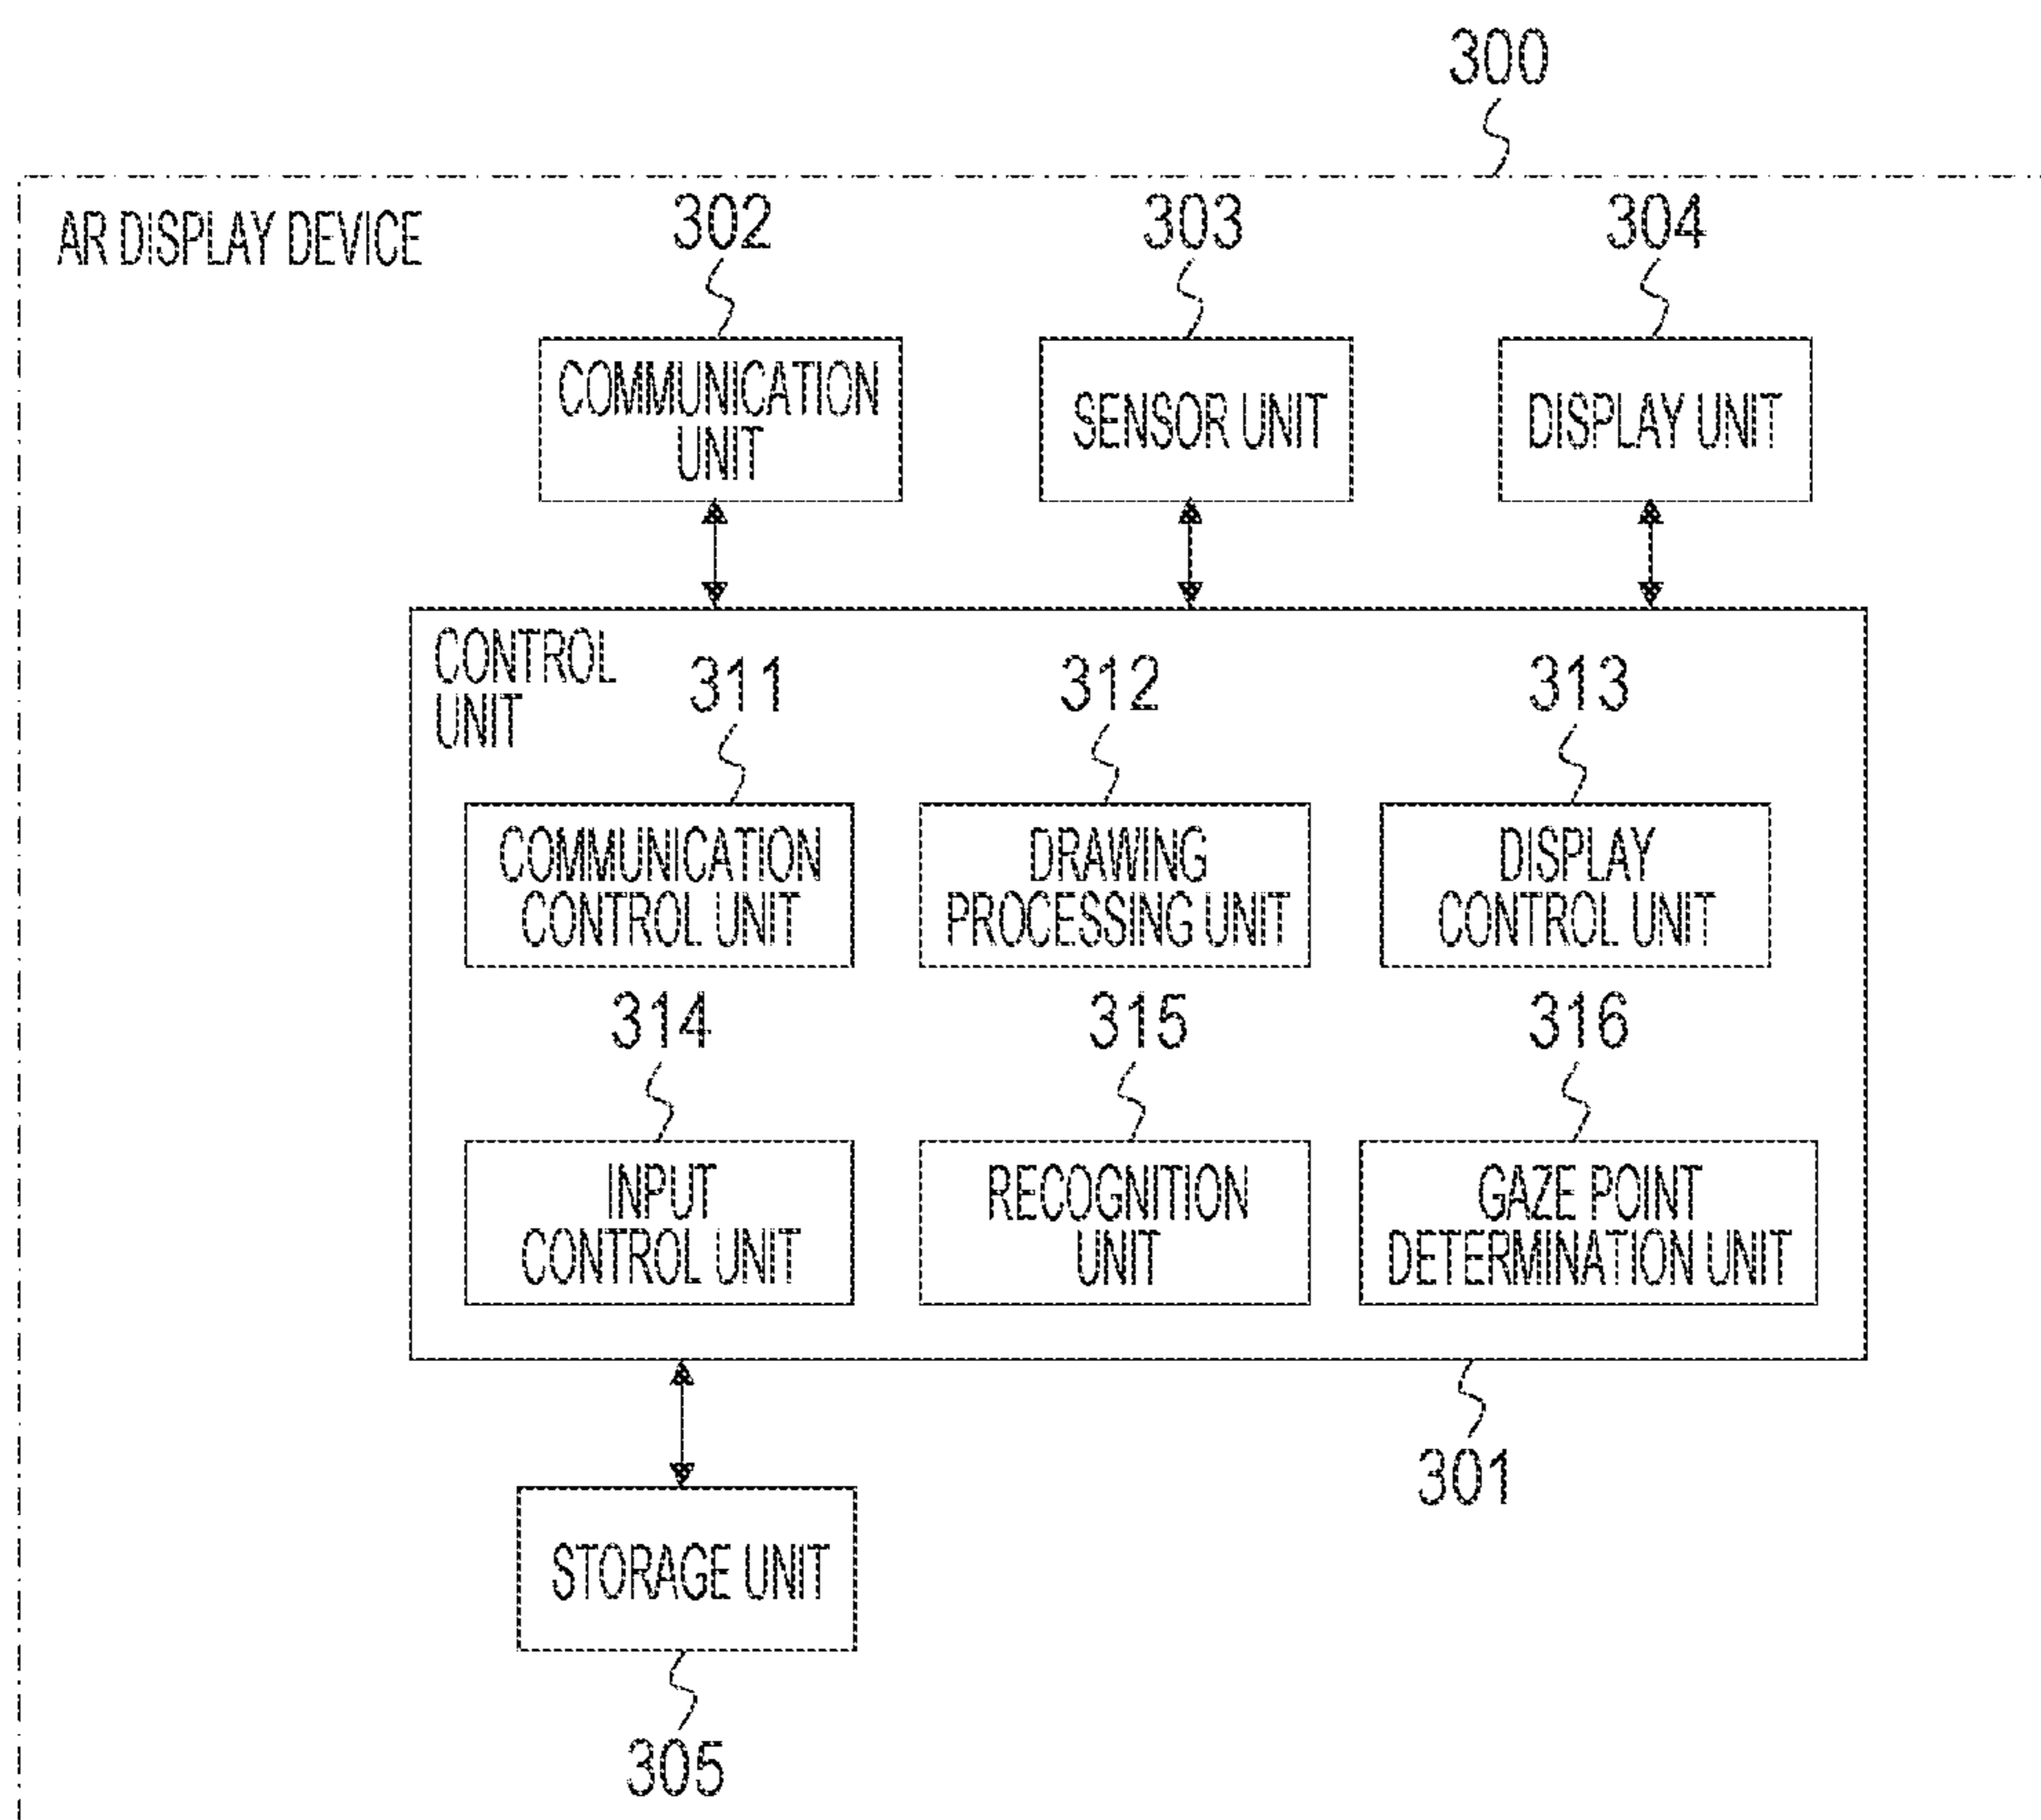 300
AR DISPLAY DEVICE
302
303
304
COMMUNICATION
UNIT
SENSOR UNIT
DISPLAY UNIT
CONTROL
UNIT
311
312
313
COMMUNICATION
CONTROL UNIT
DRAWING
PROCESSING UNIT
DISPLAY
CONTROL UNIT
314
315
316
INPUT
CONTROL UNIT
RECOGNITION
UNIT
GAZE POINT
DETERMINATION UNIT
301
STORAGE UNIT
305